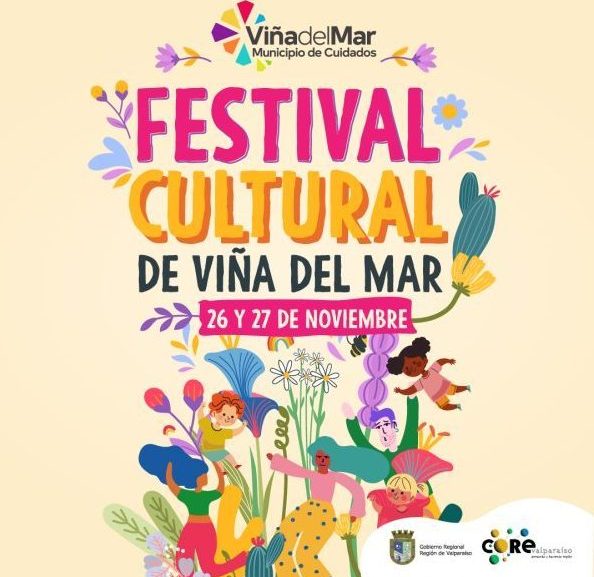 ViñadelMar
Municipio de Cuidados
FESTIVAL
CULTURAL
DE VIÑA DEL MAR
26 Y 27 DE NOVIEMBRE
Gobierno Regional
Región de Valparaíso
CORE
valparaíso